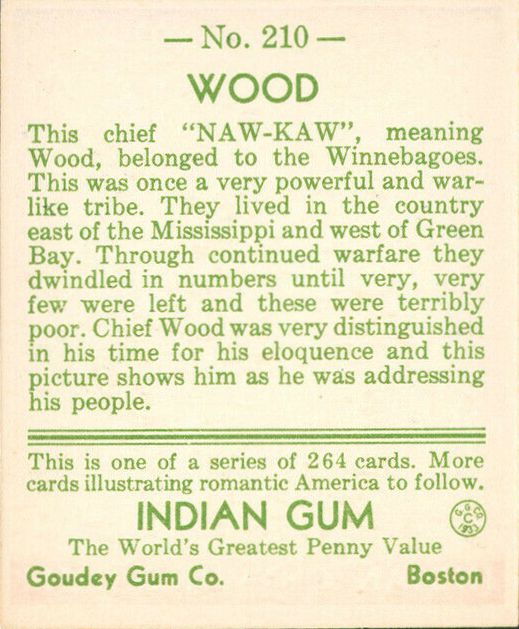 — No. 210 —
WOOD
This chief "NAW-KAW", meaning
Wood, belonged to the Winnebagoes.
This was once a very powerful and war-
like tribe. They lived in the country
east of the Mississippi and west of Green
Bay. Through continued warfare they
dwindled in numbers until very, very
few were left and these were terribly
poor. Chief Wood was very distinguished
in his time for his eloquence and this
picture shows him as he was addressing
his people.
This is one of a series of 264 cards. More
cards illustrating romantic America to follow.
INDIAN GUM
G. G. CO.
C
1933
The World's Greatest Penny Value
Goudey Gum Co. Boston